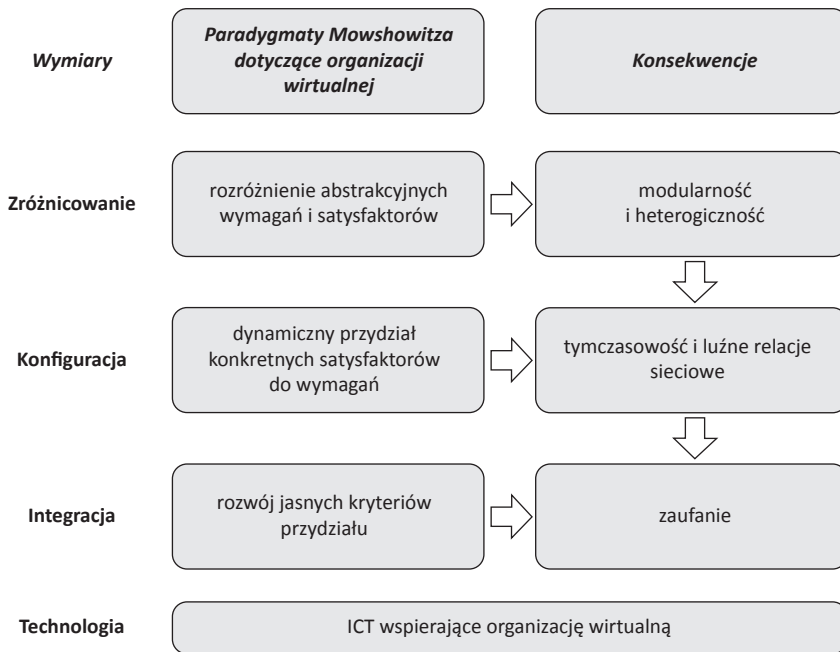 Wymiary
Paradygmaty Mowshowitza
dotyczące organizacji
wirtualnej
Konsekwencje
Zróżnicowanie
rozróżnienie abstrakcyjnych
wymagań i satysfaktorów
modularność
i heterogiczność
Konfiguracja
dynamiczny przydział
konkretnych satysfaktorów
do wymagań
tymczasowość i luźne relacje
sieciowe
Integracja
rozwój jasnych kryteriów
przydziału
zaufanie
Technologia
ICT wspierające organizację wirtualną